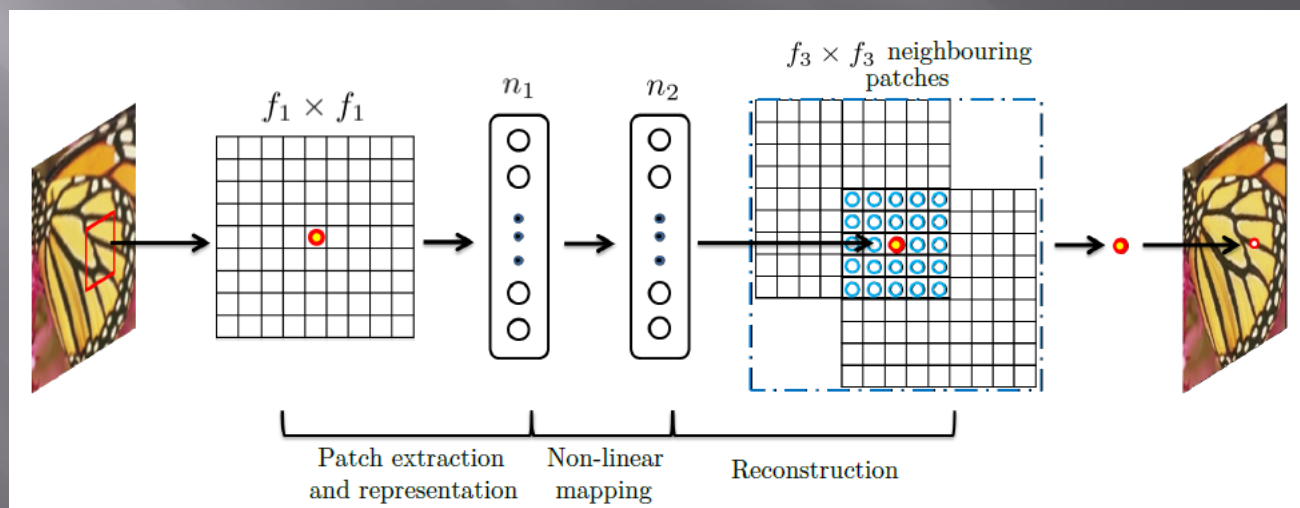 f₁ × f₁
n₁
n₂
f₃ × f₃ neighbouring
patches
Patch extraction
and representation
Non-linear
mapping
Reconstruction